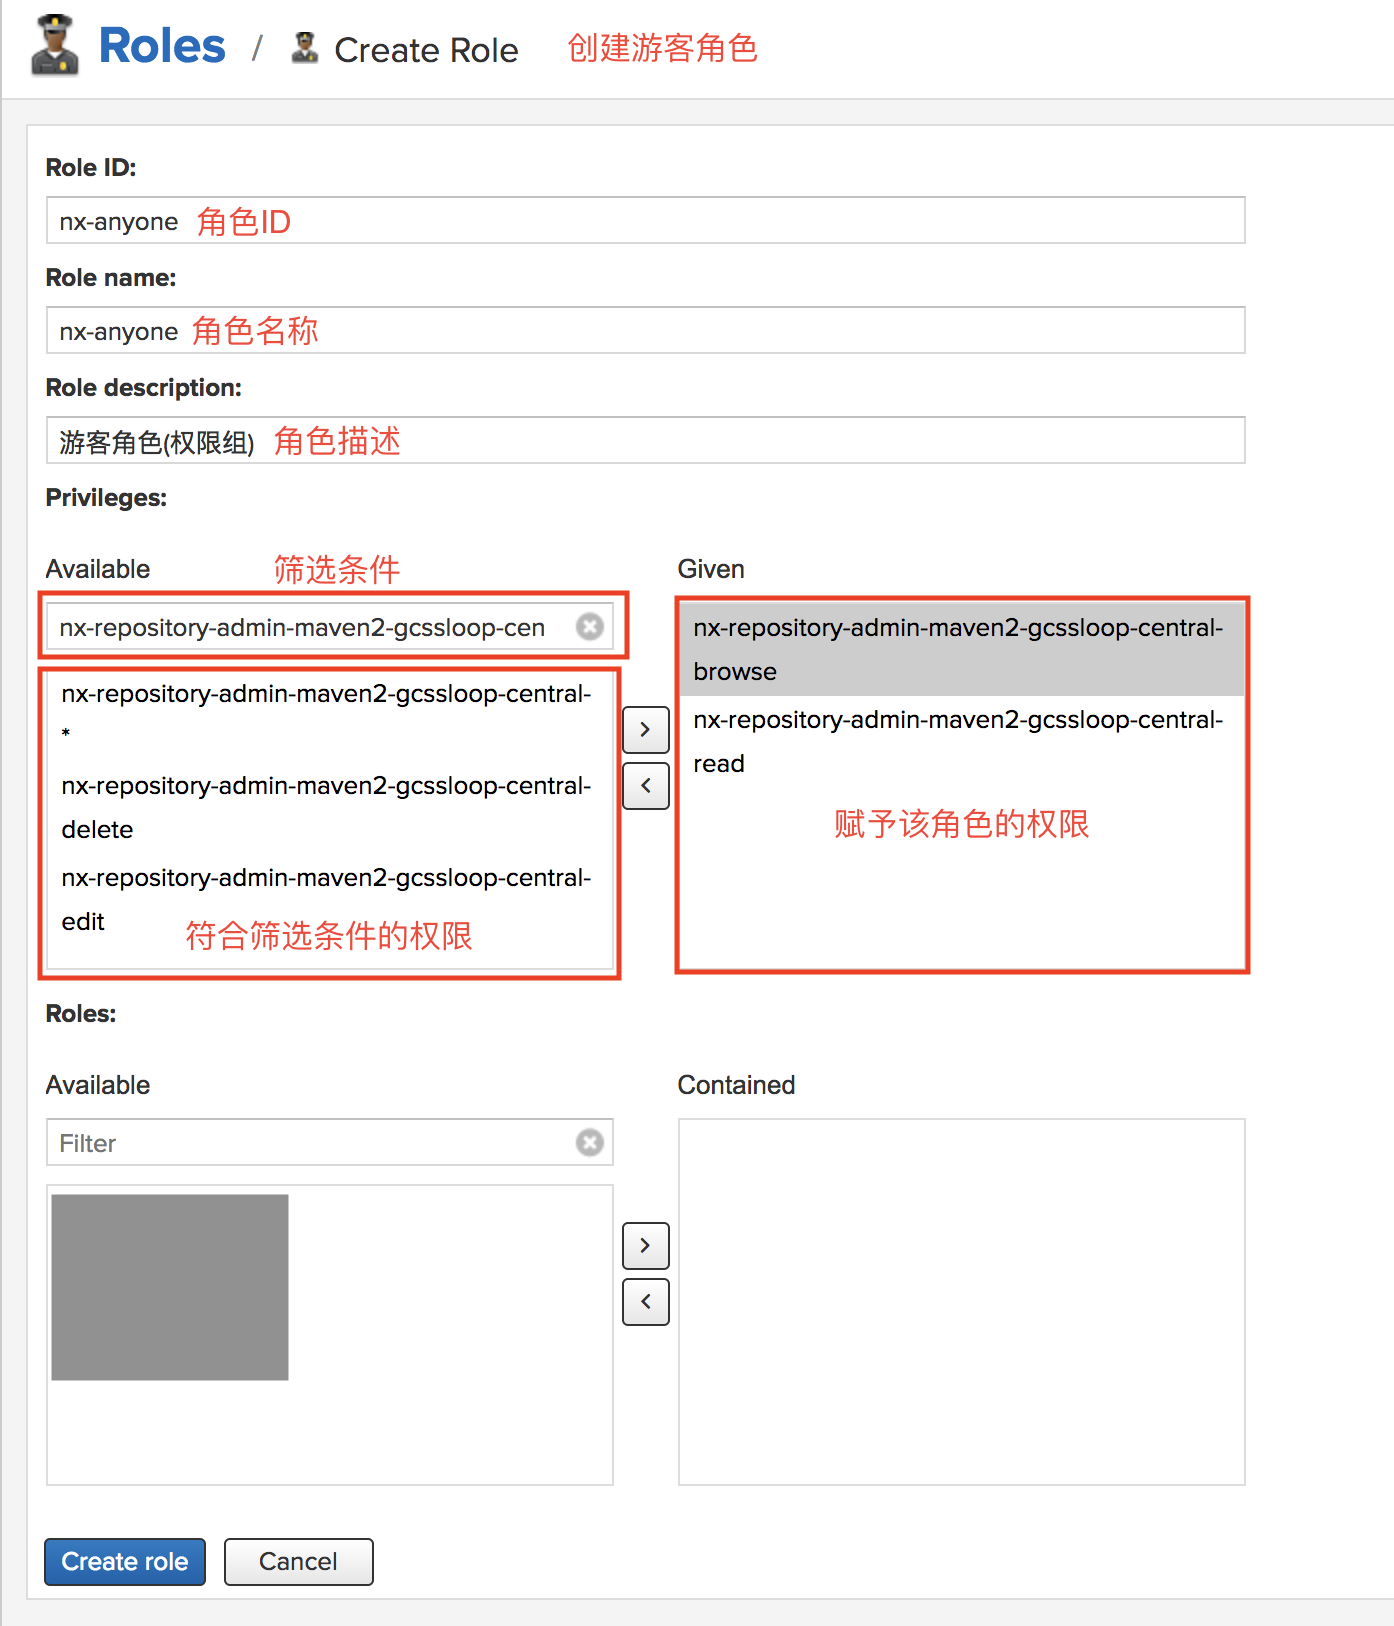 Roles / Create Role 创建游客角色
Role ID:
nx-anyone 角色ID
Role name:
nx-anyone 角色名称
Role description:
游客角色(权限组) 角色描述
Privileges:
Available 筛选条件 Given
nx-repository-admin-maven2-gcssloop-cen
nx-repository-admin-maven2-gcssloop-central-
*
nx-repository-admin-maven2-gcssloop-central-
delete
nx-repository-admin-maven2-gcssloop-central-
edit
符合筛选条件的权限
>
<
nx-repository-admin-maven2-gcssloop-central-
browse
nx-repository-admin-maven2-gcssloop-central-
read
赋予该角色的权限
Roles:
Available Contained
Filter
>
<
Create role Cancel